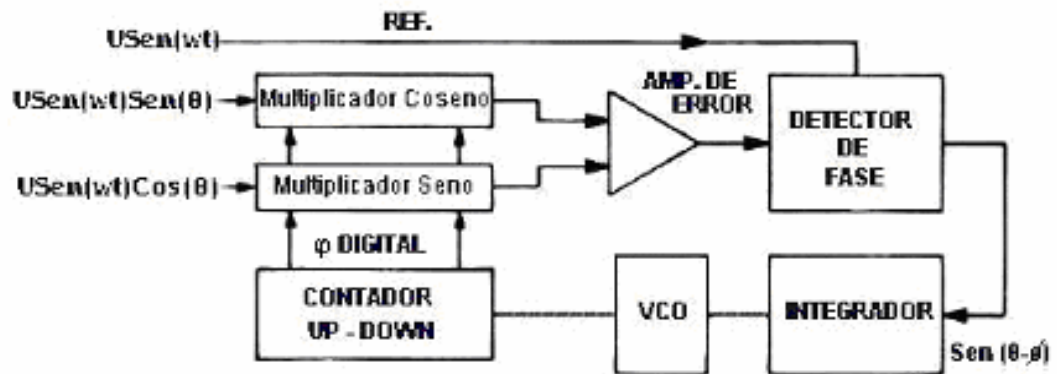 REF.
USen(wt)
AMP. DE
ERROR
USen(wt)Sen(θ)
Multiplicador Coseno
DETECTOR
DE
FASE
USen(wt)Cos(θ)
Multiplicador Seno
φ DIGITAL
CONTADOR
UP - DOWN
VCO
INTEGRADOR
Sen (θ-ø)